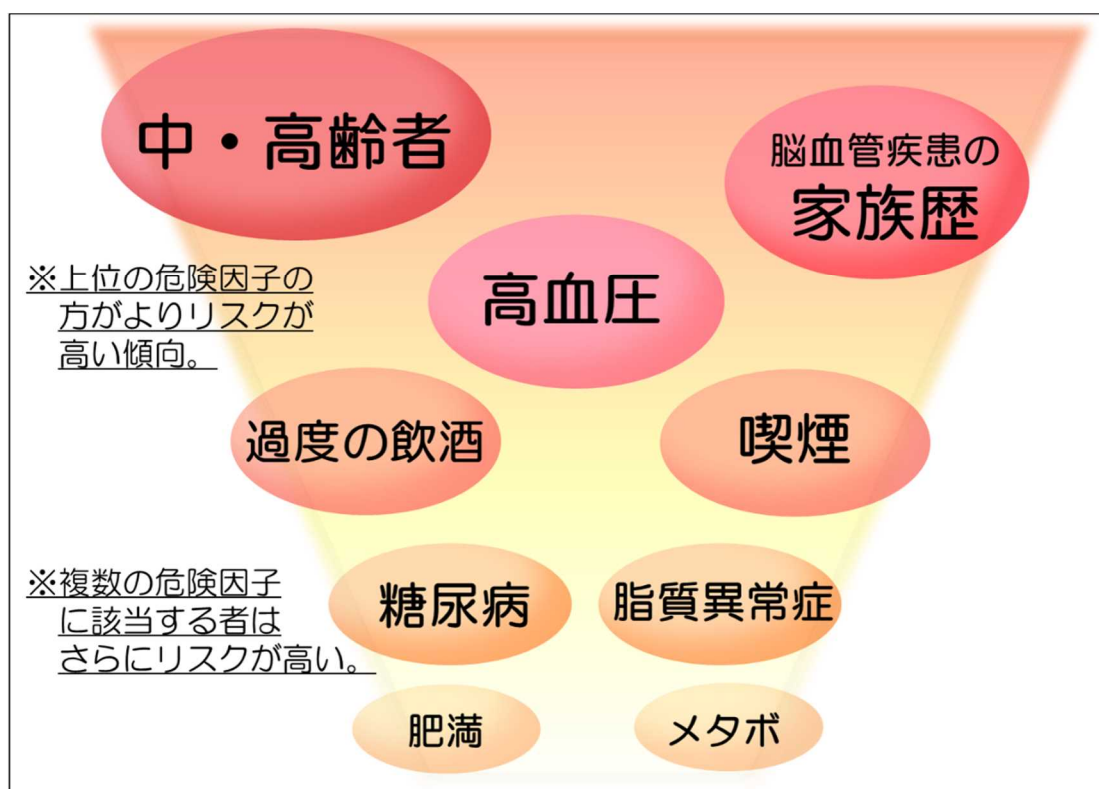 中・高齢者
脳血管疾患の
家族歴
高血圧
※上位の危険因子の
方がよりリスクが
高い傾向。
過度の飲酒
喫煙
※複数の危険因子
に該当する者は
さらにリスクが高い。
糖尿病
脂質異常症
肥満
メタボ